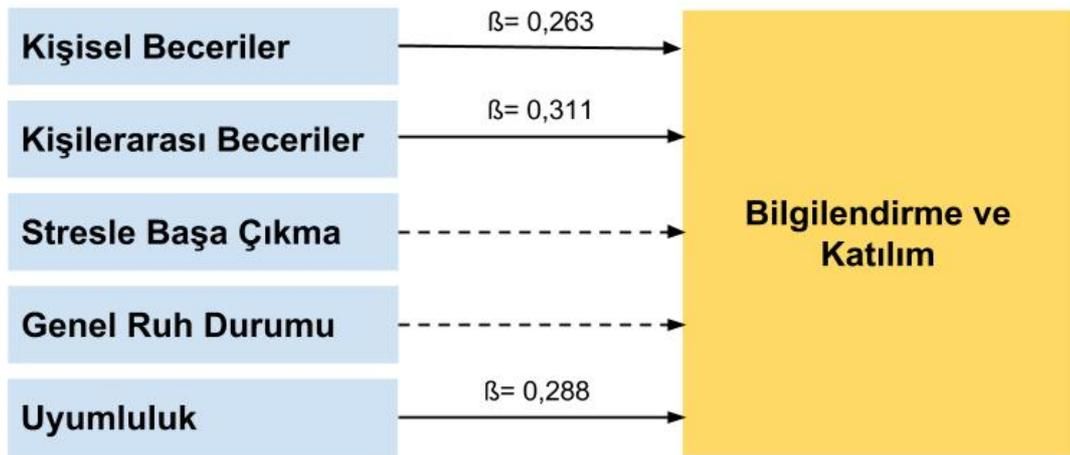 Kişisel Beceriler
ß= 0,263
Kişilerarası Beceriler
ß= 0,311
Stresle Başa Çıkma
Bilgilendirme ve
Katılım
Genel Ruh Durumu
Uyumluluk
ß= 0,288